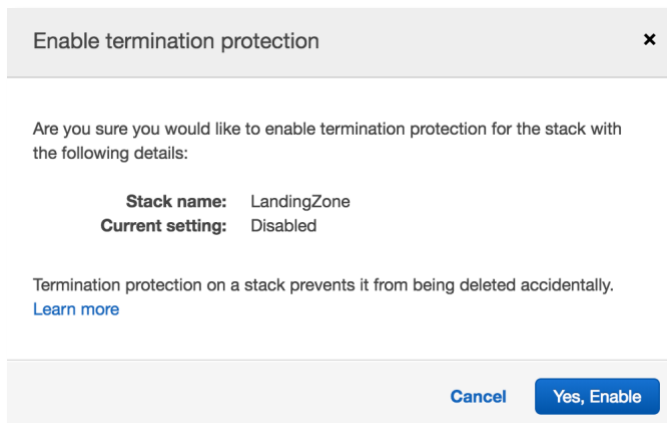 Enable termination protection
Are you sure you would like to enable termination protection for the stack with
the following details:
Stack name: LandingZone
Current setting: Disabled
Termination protection on a stack prevents it from being deleted accidentally.
Learn more
Cancel Yes, Enable